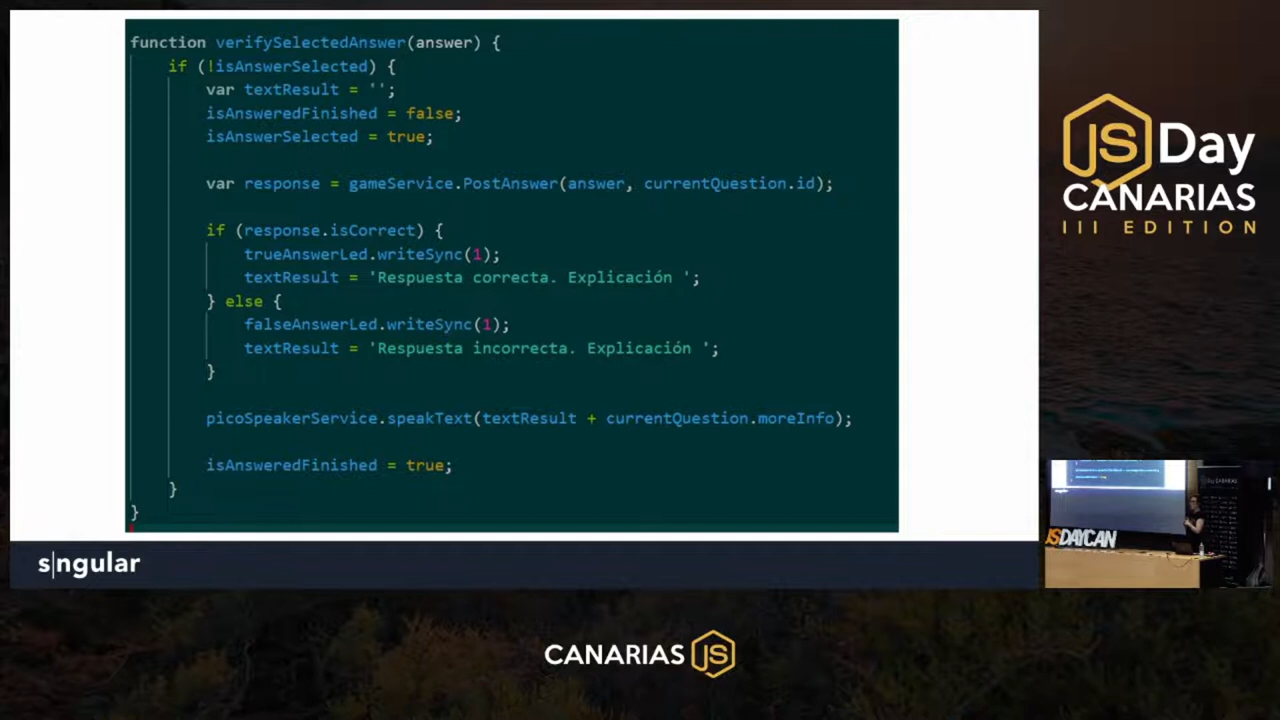 function verifySelectedAnswer(answer) {
if (!isAnswerSelected) {
var textResult = '';
isAnsweredFinished = false;
isAnswerSelected = true;
var response = gameService.PostAnswer(answer, currentQuestion.id);
if (response.isCorrect) {
trueAnswerLed.writeSync(1);
textResult = 'Respuesta correcta. Explicación ';
} else {
falseAnswerLed.writeSync(1);
textResult = 'Respuesta incorrecta. Explicación ';
}
picoSpeakerService.speakText(textResult + currentQuestion.moreInfo);
isAnsweredFinished = true;
}
}
s|ngular
JS Day
CANARIAS
III EDITION
JSDAYCAN
CANARIAS JS